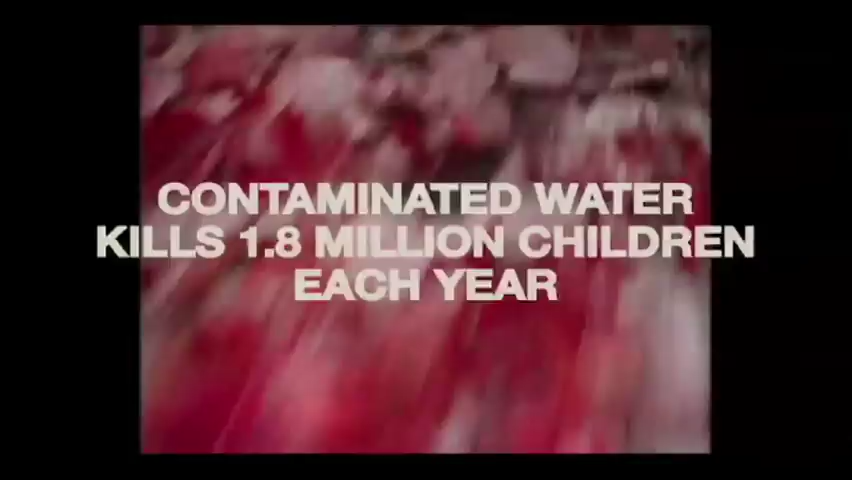 CONTAMINATED WATER
KILLS 1.8 MILLION CHILDREN
EACH YEAR